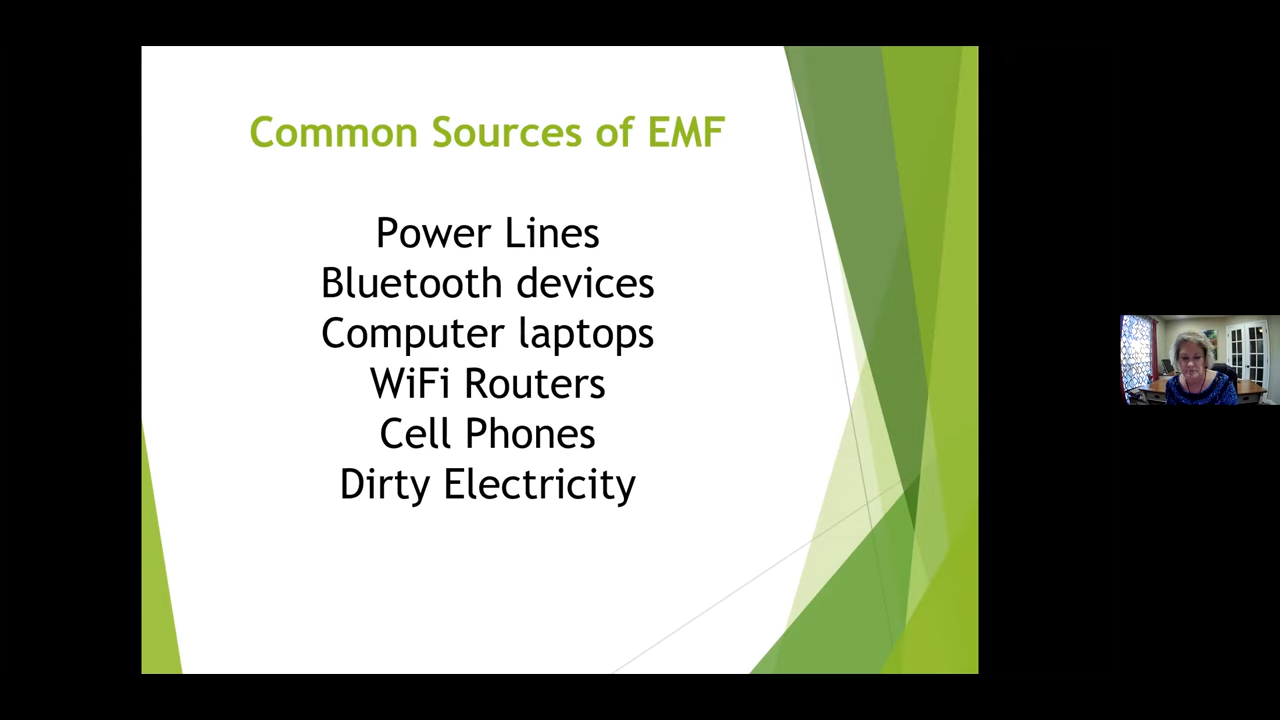 Common Sources of EMF
Power Lines
Bluetooth devices
Computer laptops
WiFi Routers
Cell Phones
Dirty Electricity